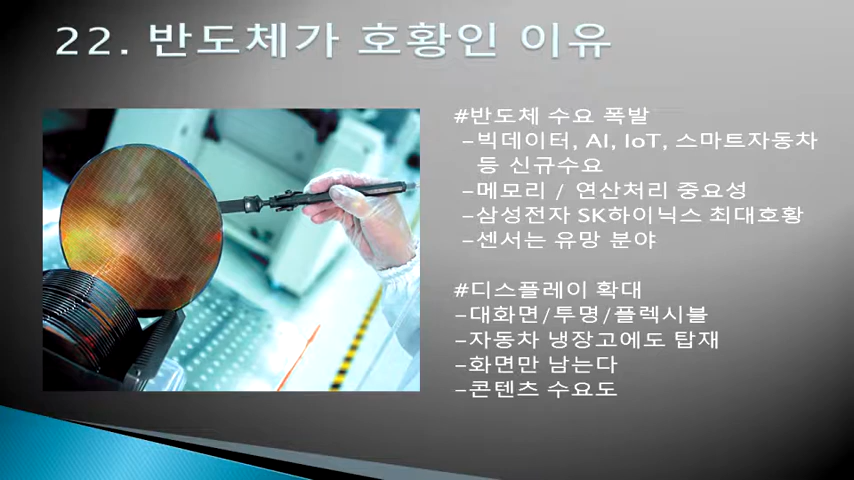 22. 반도체가 호황인 이유
#반도체 수요 폭발
-빅데이터, AI, IoT, 스마트자동차
등 신규수요
-메모리 / 연산처리 중요성
-삼성전자 SK하이닉스 최대호황
-센서는 유망 분야
#디스플레이 확대
-대화면/투명/플렉시블
-자동차 냉장고에도 탑재
-화면만 남는다
-콘텐츠 수요도